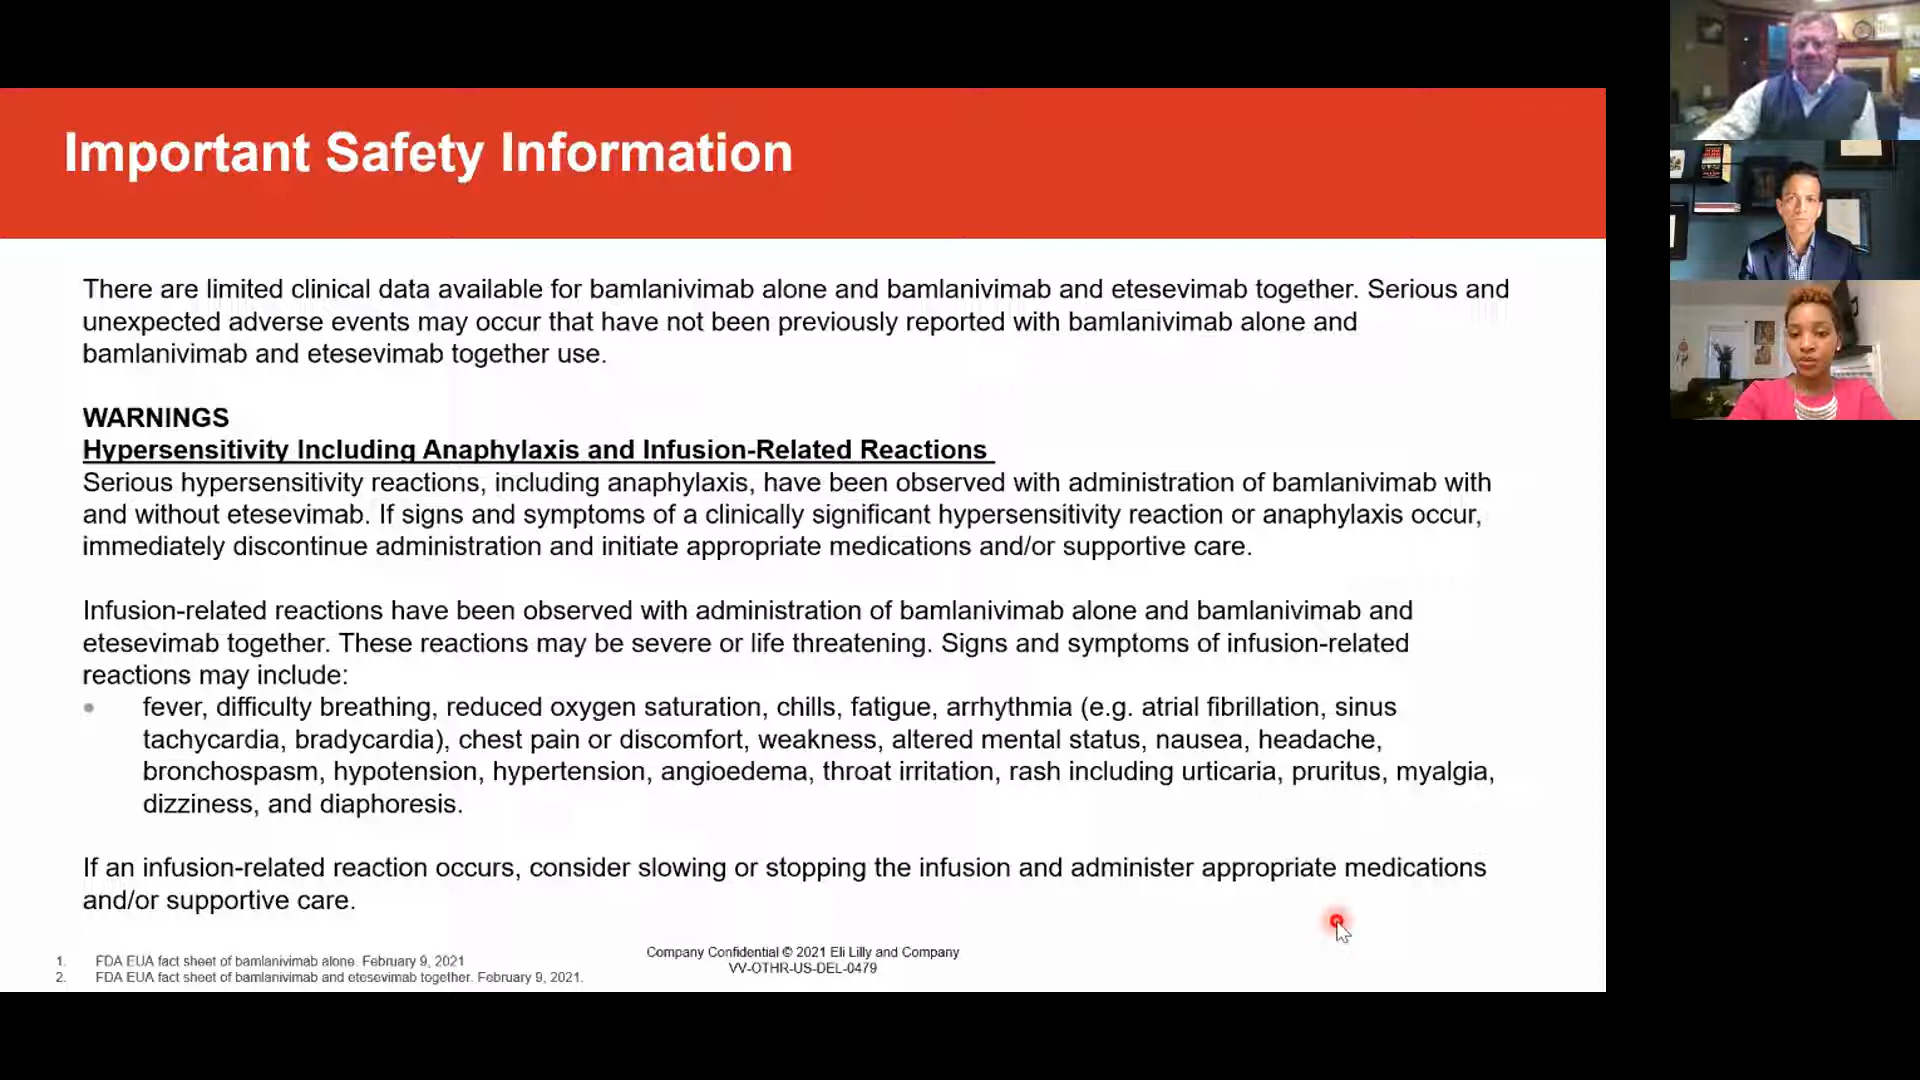 Important Safety Information
There are limited clinical data available for bamlanivimab alone and bamlanivimab and etesevimab together. Serious and
unexpected adverse events may occur that have not been previously reported with bamlanivimab alone and
bamlanivimab and etesevimab together use.
WARNINGS
Hypersensitivity Including Anaphylaxis and Infusion-Related Reactions
Serious hypersensitivity reactions, including anaphylaxis, have been observed with administration of bamlanivimab with
and without etesevimab. If signs and symptoms of a clinically significant hypersensitivity reaction or anaphylaxis occur,
immediately discontinue administration and initiate appropriate medications and/or supportive care.
Infusion-related reactions have been observed with administration of bamlanivimab alone and bamlanivimab and
etesevimab together. These reactions may be severe or life threatening. Signs and symptoms of infusion-related
reactions may include:
• fever, difficulty breathing, reduced oxygen saturation, chills, fatigue, arrhythmia (e.g. atrial fibrillation, sinus
tachycardia, bradycardia), chest pain or discomfort, weakness, altered mental status, nausea, headache,
bronchospasm, hypotension, hypertension, angioedema, throat irritation, rash including urticaria, pruritus, myalgia,
dizziness, and diaphoresis.
If an infusion-related reaction occurs, consider slowing or stopping the infusion and administer appropriate medications
and/or supportive care.
1. FDA EUA fact sheet of bamlanivimab alone. February 9, 2021
2. FDA EUA fact sheet of bamlanivimab and etesevimab together. February 9, 2021.
Company Confidential © 2021 Eli Lilly and Company
VV-OTHR-US-DEL-0479